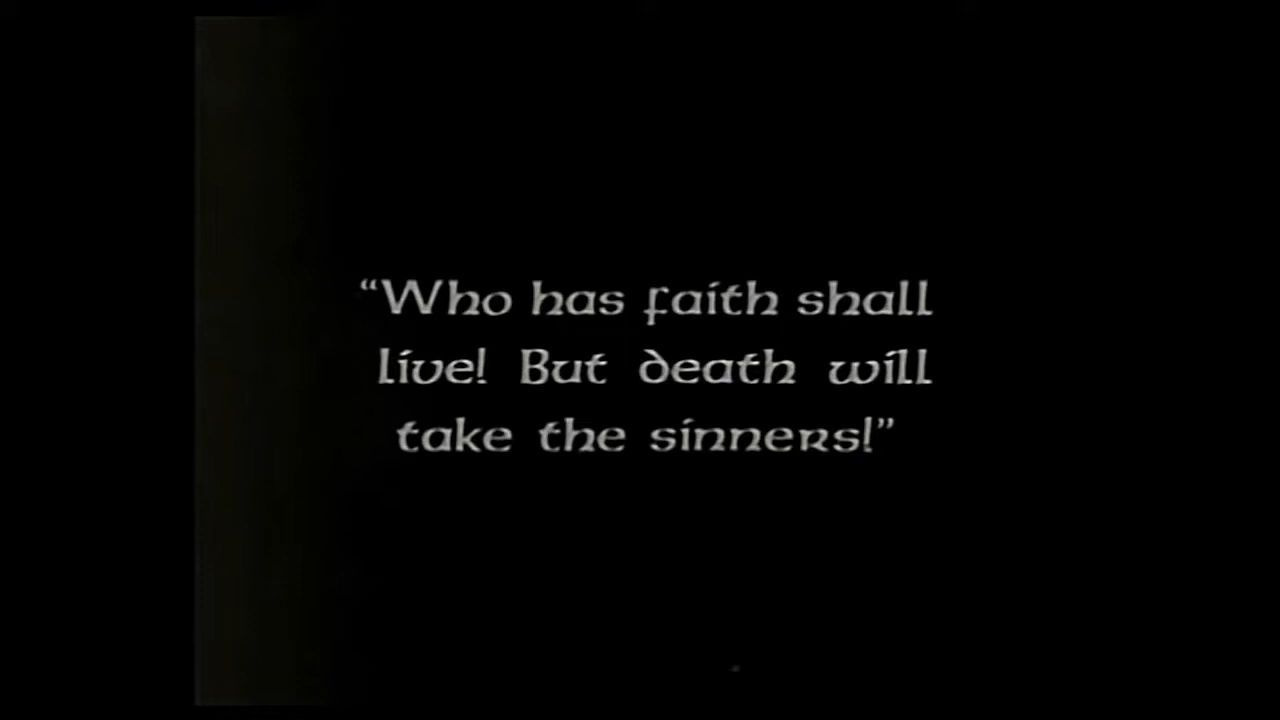 “Who has faith shall
live! But death will
take the sinners!”